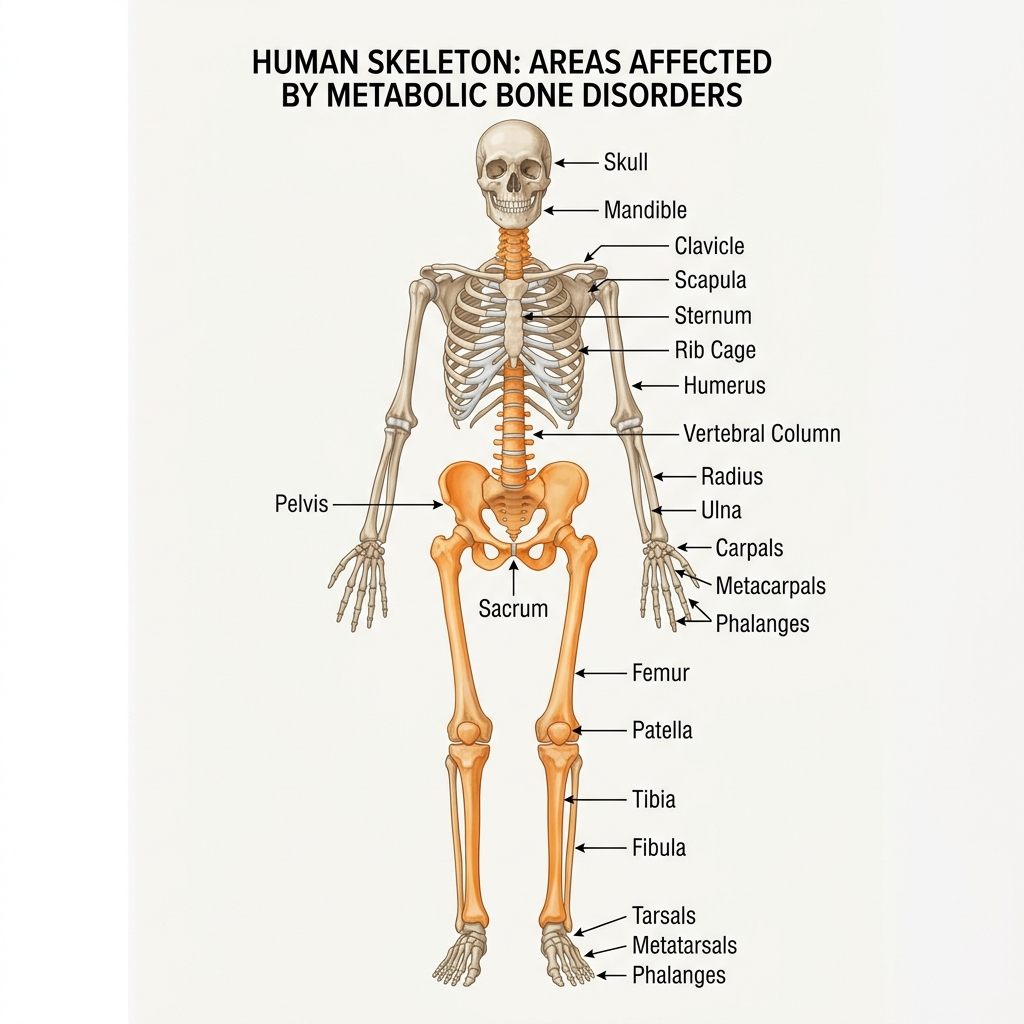 HUMAN SKELETON: AREAS AFFECTED
BY METABOLIC BONE DISORDERS
Skull
Mandible
Clavicle
Scapula
Sternum
Rib Cage
Humerus
Vertebral Column
Radius
Pelvis
Ulna
Carpals
Metacarpals
Sacrum
Phalanges
Femur
Patella
Tibia
Fibula
Tarsals
Metatarsals
Phalanges